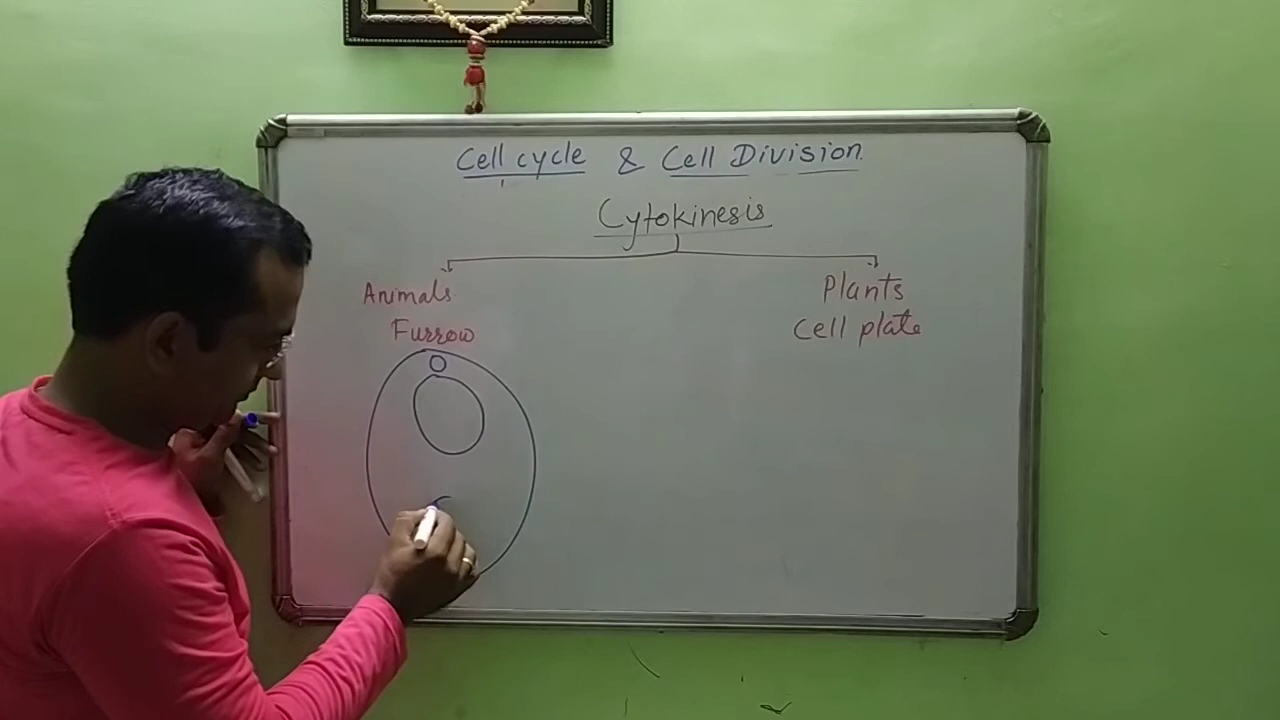 Cell cycle & Cell Division
Cytokinesis
Animals
Furrow
Plants
Cell plate